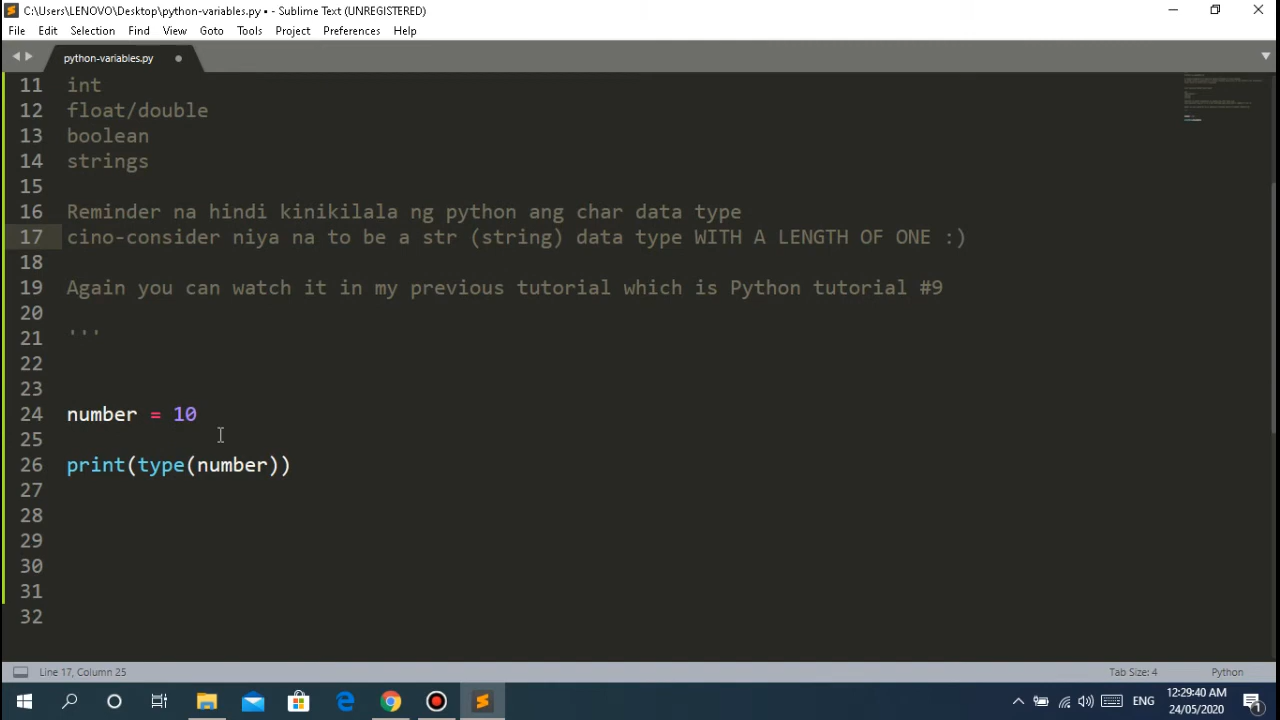 C:\Users\LENOVO\Desktop\python-variables.py • - Sublime Text (UNREGISTERED)
File Edit Selection Find View Goto Tools Project Preferences Help
python-variables.py
11 int
12 float/double
13 boolean
14 strings
15
16 Reminder na hindi kinikilala ng python ang char data type
17 cino-consider niya na to be a str (string) data type WITH A LENGTH OF ONE :)
18
19 Again you can watch it in my previous tutorial which is Python tutorial #9
20
21 '''
22
23
24 number = 10
25
26 print(type(number))
27
28
29
30
31
32
Line 17, Column 25 Tab Size: 4 Python
ENG 12:29:40 AM 24/05/2020 1